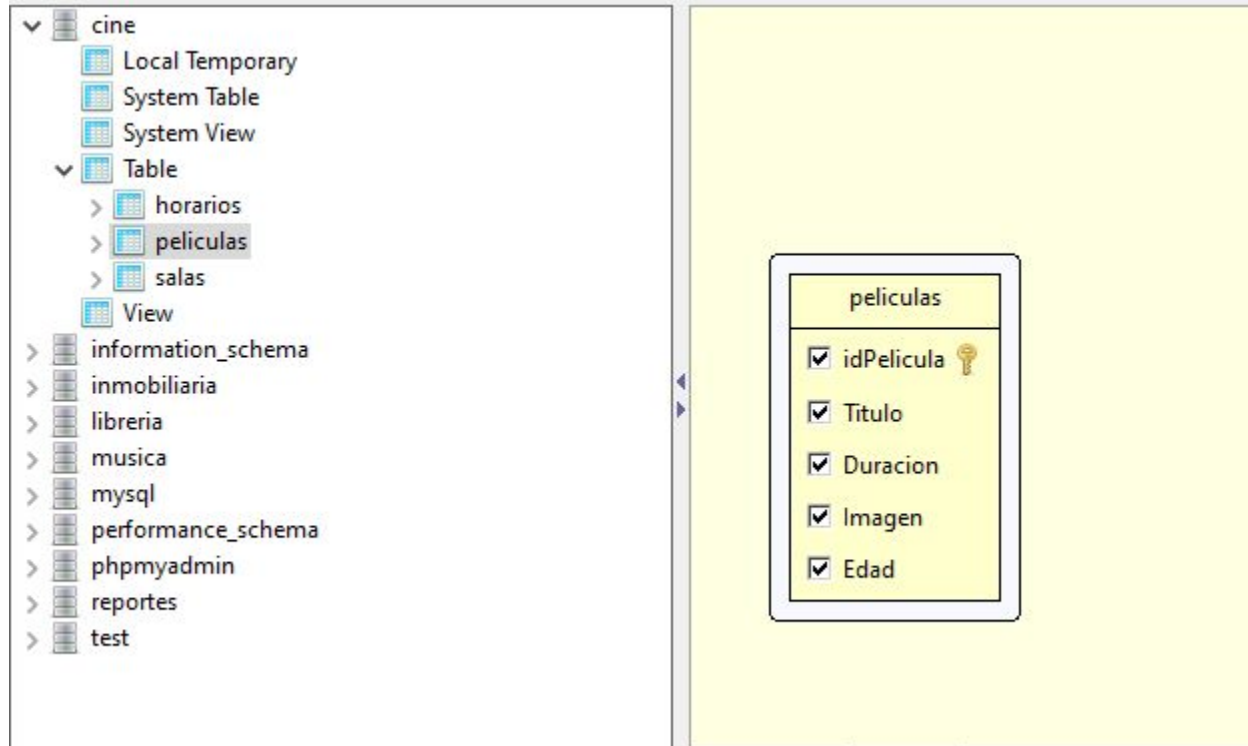 cine
Local Temporary
System Table
System View
Table
horarios
peliculas
salas
View
information_schema
inmobiliaria
libreria
musica
mysql
performance_schema
phpmyadmin
reportes
test
peliculas
idPelicula
Titulo
Duracion
Imagen
Edad